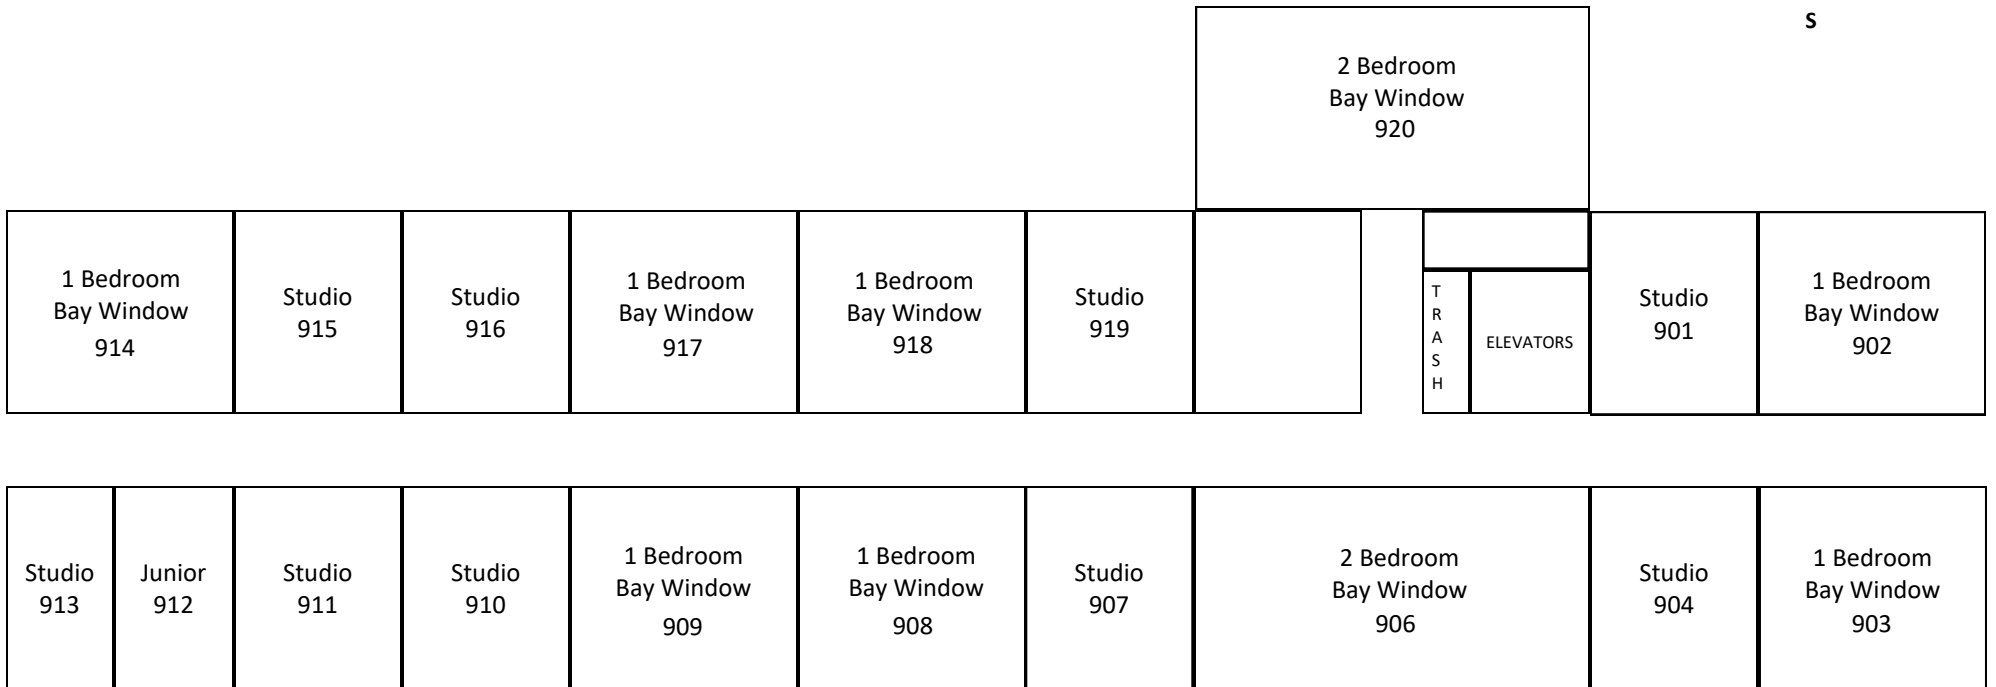 S
2 Bedroom
Bay Window
920
1 Bedroom
Bay Window
914
Studio
915
Studio
916
1 Bedroom
Bay Window
917
1 Bedroom
Bay Window
918
Studio
919
T
R
A
S
H
ELEVATORS
Studio
901
1 Bedroom
Bay Window
902
Studio
913
Junior
912
Studio
911
Studio
910
1 Bedroom
Bay Window
909
1 Bedroom
Bay Window
908
Studio
907
2 Bedroom
Bay Window
906
Studio
904
1 Bedroom
Bay Window
903